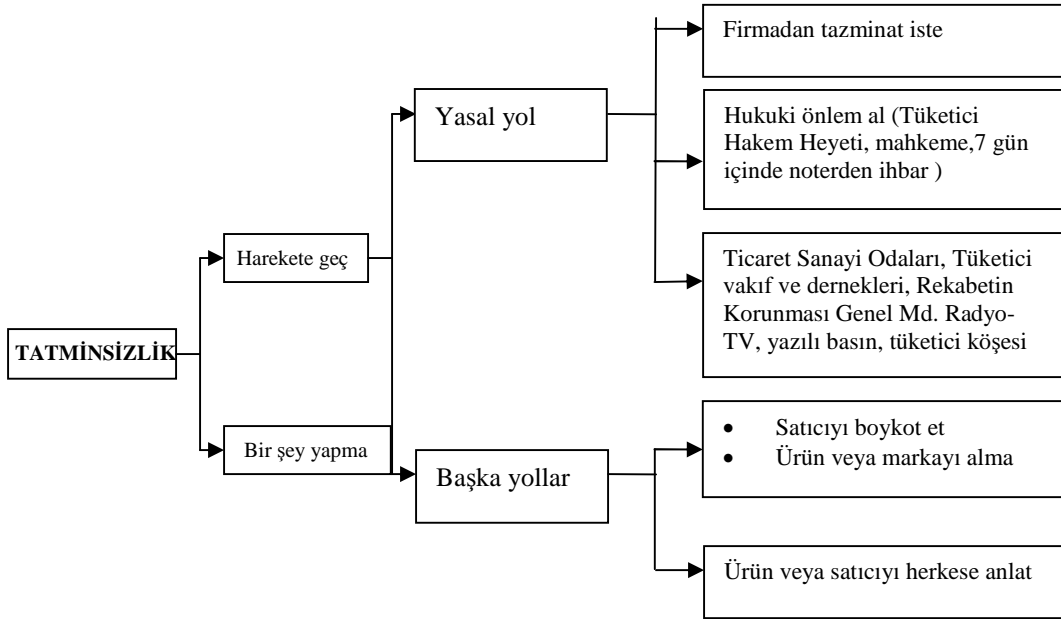 TATMİNSİZLİK
Harekete geç
Bir şey yapma
Yasal yol
Başka yollar
Firmadan tazminat iste
Hukuki önlem al (Tüketici
Hakem Heyeti, mahkeme,7 gün
içinde noterden ihbar )
Ticaret Sanayi Odaları, Tüketici
vakıf ve dernekleri, Rekabetin
Korunması Genel Md. Radyo-
TV, yazılı basın, tüketici köşesi
• Satıcıyı boykot et
• Ürün veya markayı alma
Ürün veya satıcıyı herkese anlat